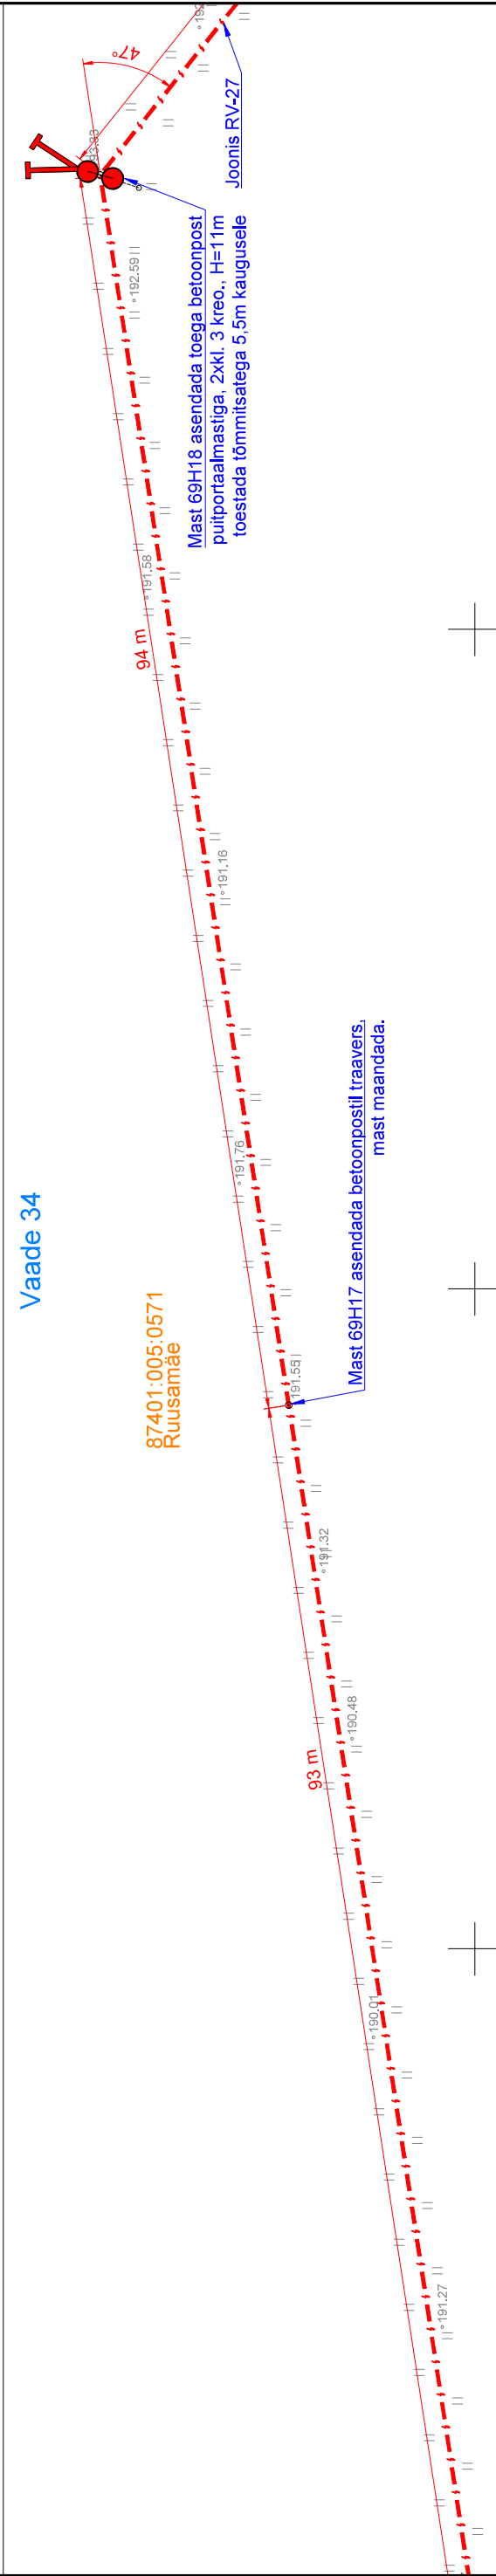 Vaade 34
87401:005:0571
Ruusamäe
47°
Joonis RV-27
Mast 69H18 asendada toega betoonpost
puitportaalmastiga, 2xkl. 3 kreo., H=11m
toestada tõmmitsatega 5,5m kaugusele
192.59
191.58
94 m
191.16
191.76
Mast 69H17 asendada betoonpostil traavers,
mast maandada.
191.55
191.32
190.48
93 m
190.01
191.27